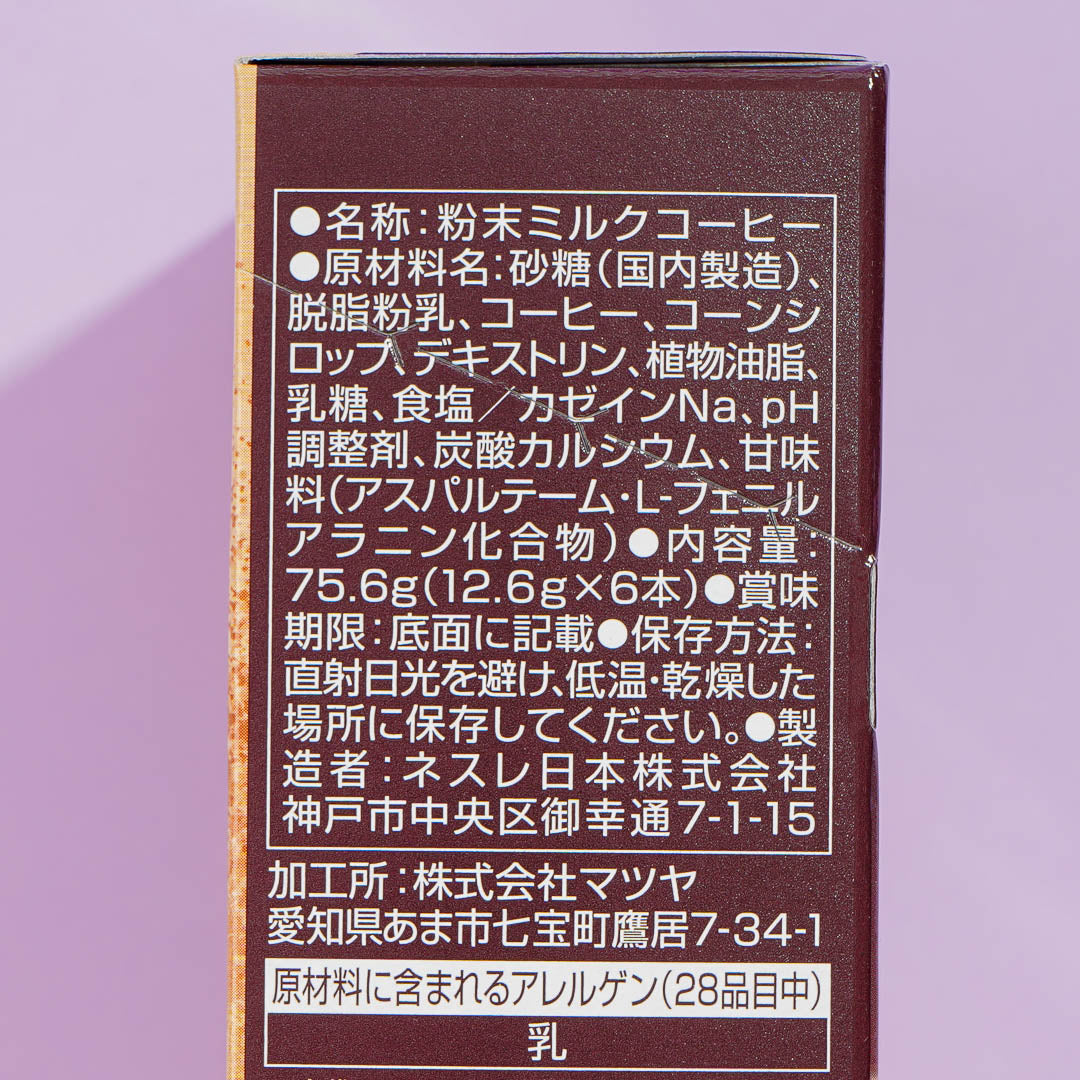 ●名称：粉末ミルクコーヒー
●原材料名：砂糖（国内製造）、
脱脂粉乳、コーヒー、コーンシ
ロップ、デキストリン、植物油脂、
乳糖、食塩／カゼインNa、pH
調整剤、炭酸カルシウム、甘味
料（アスパルテーム・L-フェニル
アラニン化合物）●内容量：
75.6g（12.6g×6本）●賞味
期限：底面に記載●保存方法：
直射日光を避け、低温・乾燥した
場所に保存してください。●製
造者：ネスレ日本株式会社
神戸市中央区御幸通7-1-15
加工所：株式会社マツヤ
愛知県あま市七宝町鷹居7-34-1
原材料に含まれるアレルゲン（28品目中）
乳